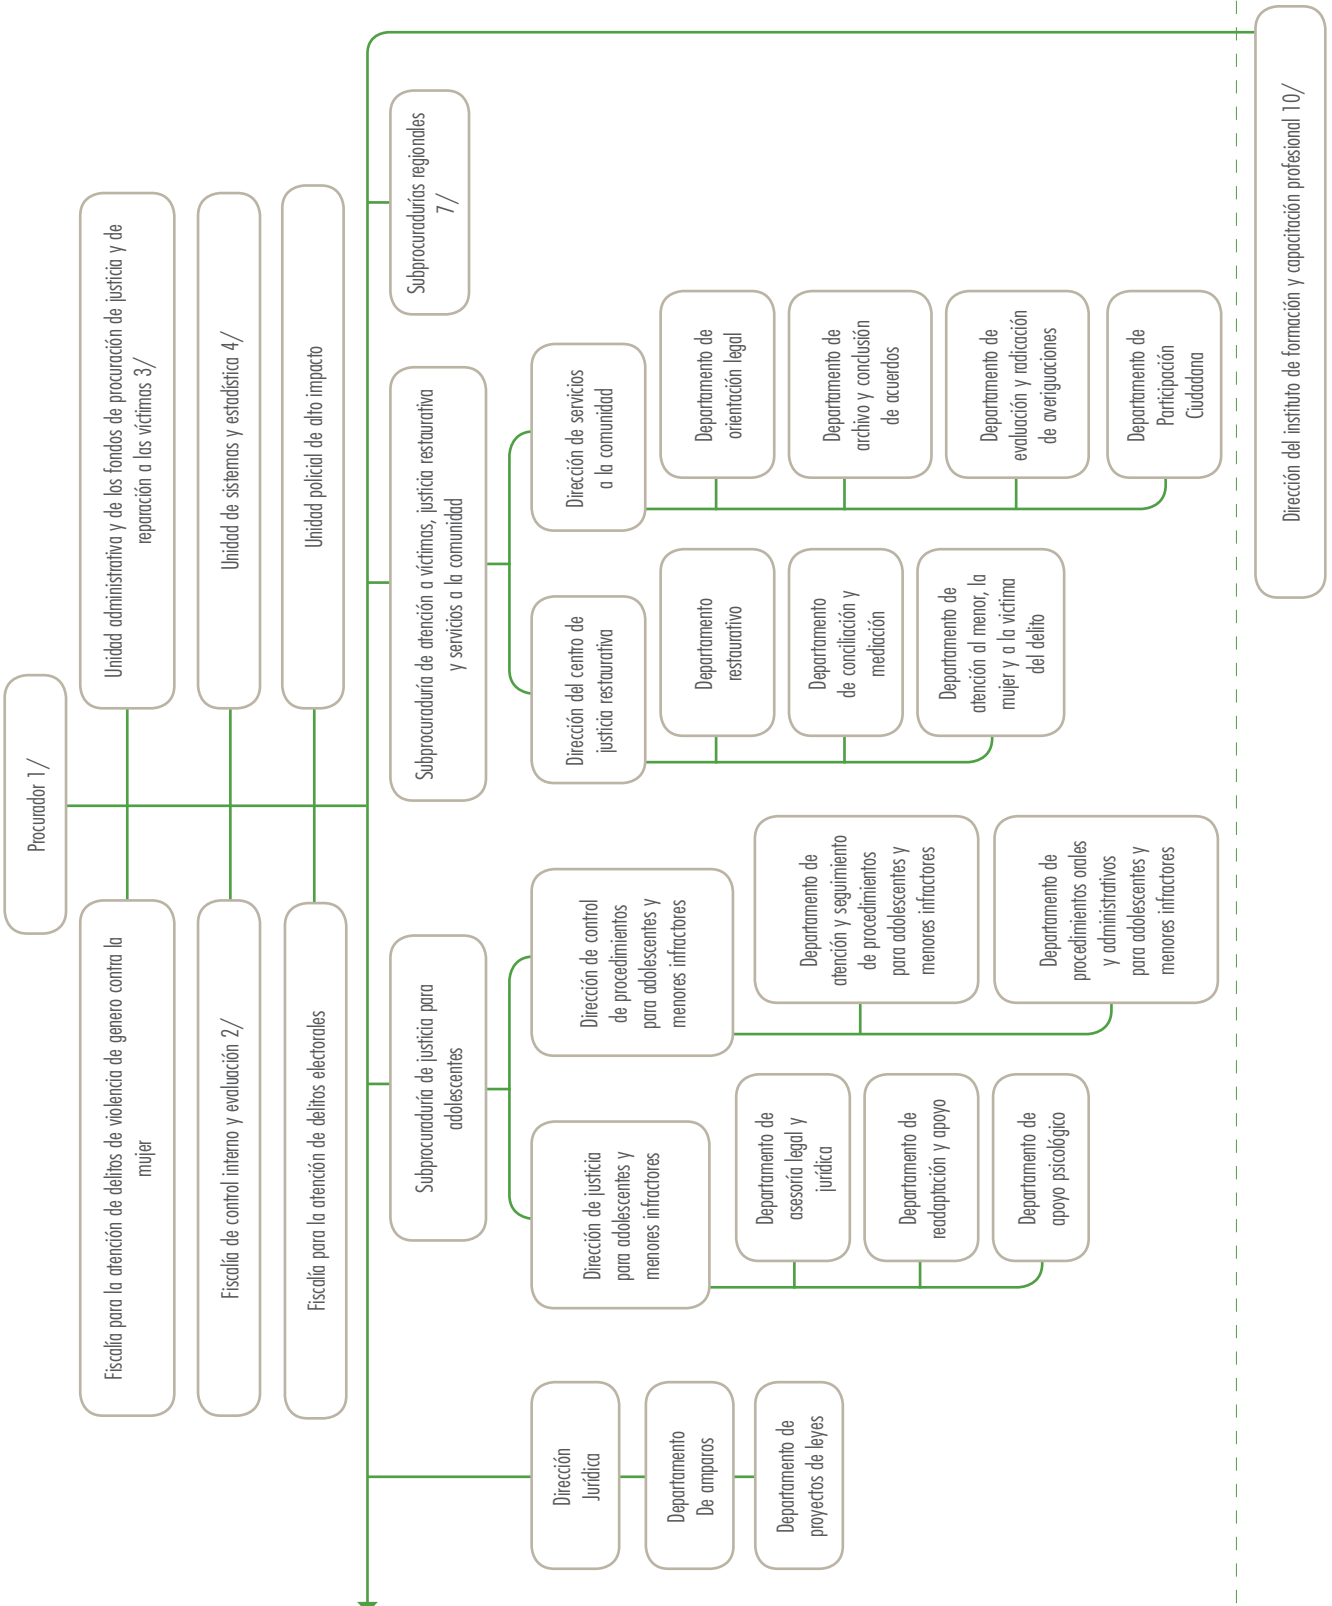 Procurador 1/
Fiscalía para la atención de delitos de violencia de genero contra la
mujer
Unidad administrativa y de los fondos de procuración de justicia y de
reparación a las víctimas 3/
Fiscalía de control interno y evaluación 2/
Unidad de sistemas y estadística 4/
Fiscalía para la atención de delitos electorales
Unidad policial de alto impacto
Dirección
Jurídica
Departamento
De amparos
Departamento de
proyectos de leyes
Subprocuraduría de justicia para
adolescentes
Dirección de justicia
para adolescentes y
menores infractores
Departamento de
asesoría legal y
jurídica
Departamento de
readaptación y apoyo
Departamento de
apoyo psicológico
Dirección de control
de procedimientos
para adolescentes y
menores infractores
Departamento de
atención y seguimiento
de procedimientos
para adolescentes y
menores infractores
Departamento de
procedimientos orales
y administrativos
para adolescentes y
menores infractores
Subprocuraduría de atención a víctimas, justicia restaurativa
y servicios a la comunidad
Dirección del centro de
justicia restaurativa
Departamento
restaurativo
Departamento
de conciliación y
mediación
Departamento de
atención al menor, la
mujer y a la victima
del delito
Dirección de servicios
a la comunidad
Departamento de
orientación legal
Departamento de
archivo y conclusión
de acuerdos
Departamento de
evaluación y radicación
de averiguaciones
Departamento de
Participación
Ciudadana
Subprocuradurías regionales
7/
Dirección del instituto de formación y capacitación profesional 10/